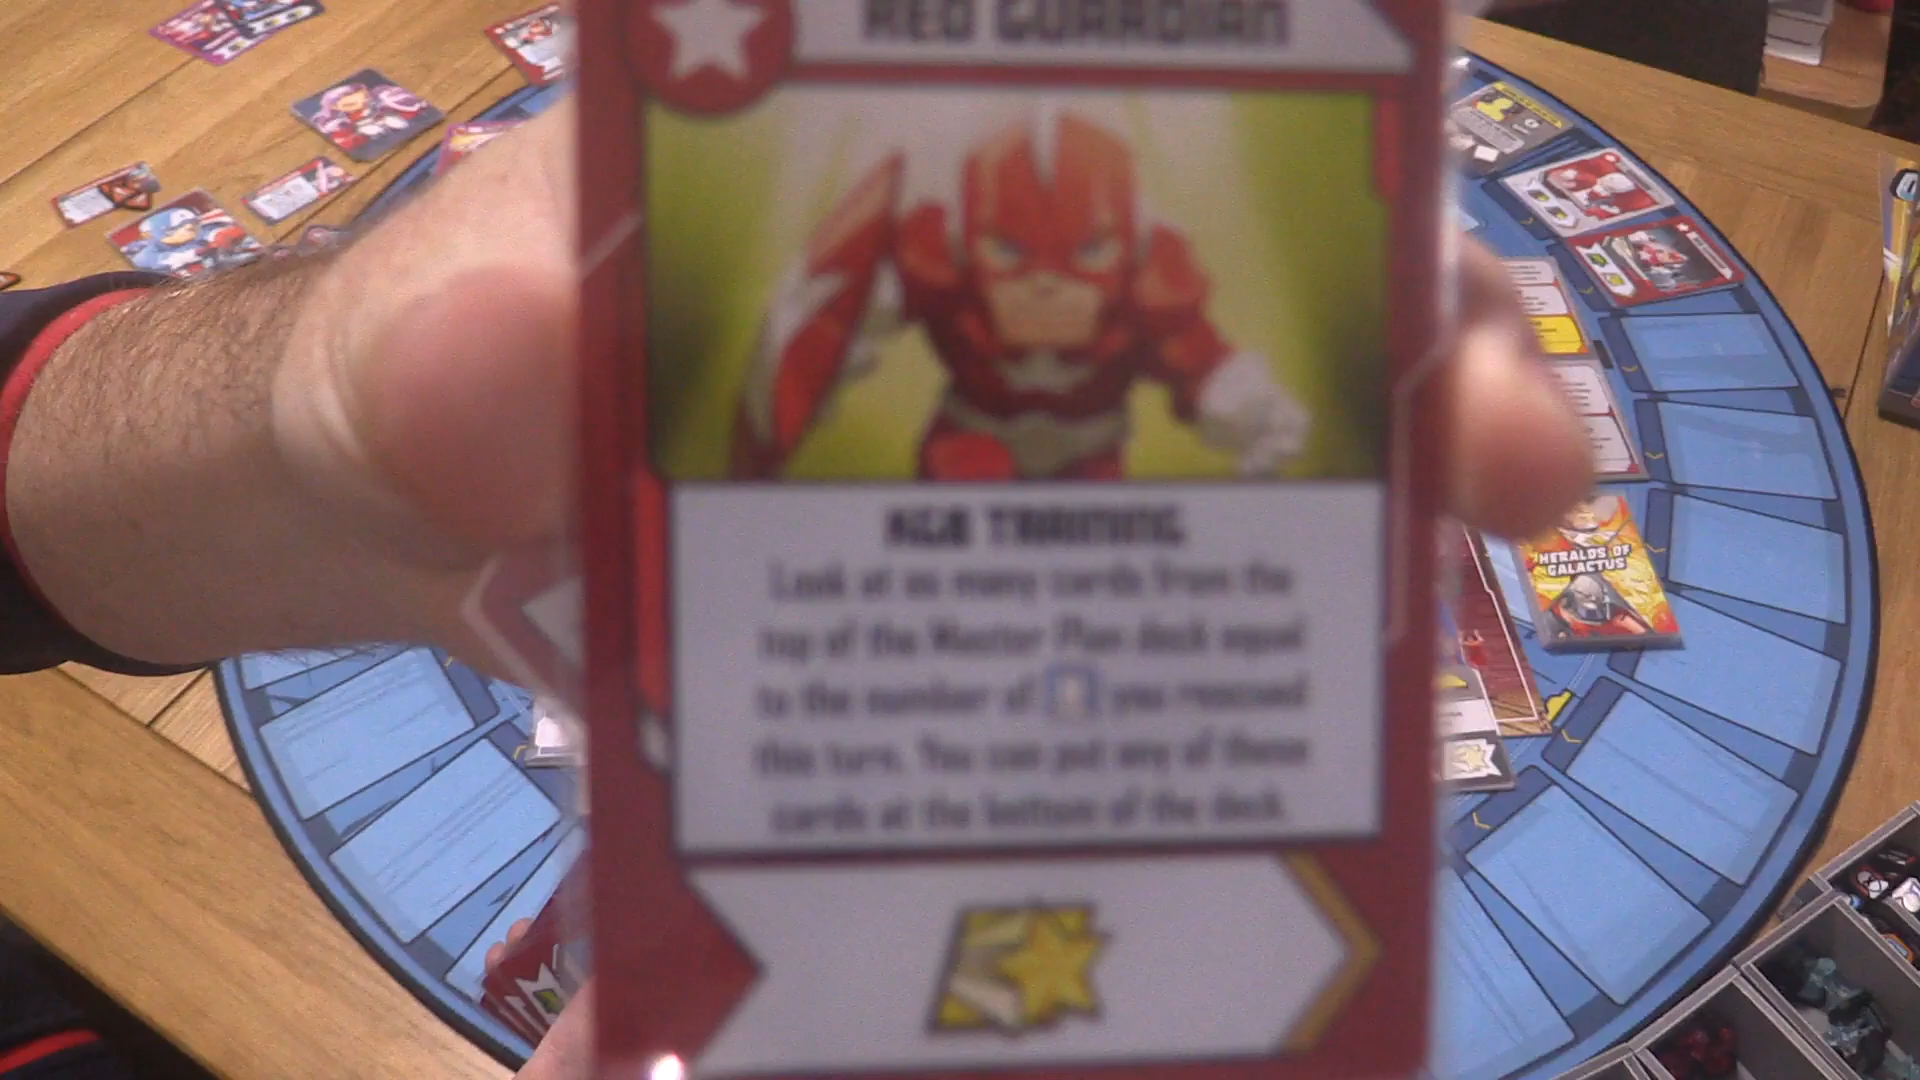 RED GUARDIAN
KGB TRAINING
Look at as many cards from the
top of the Master Plan deck equal
to the number of you rescued
this turn. You can put any of these
cards at the bottom of the deck.
HERALDS OF
GALACTUS